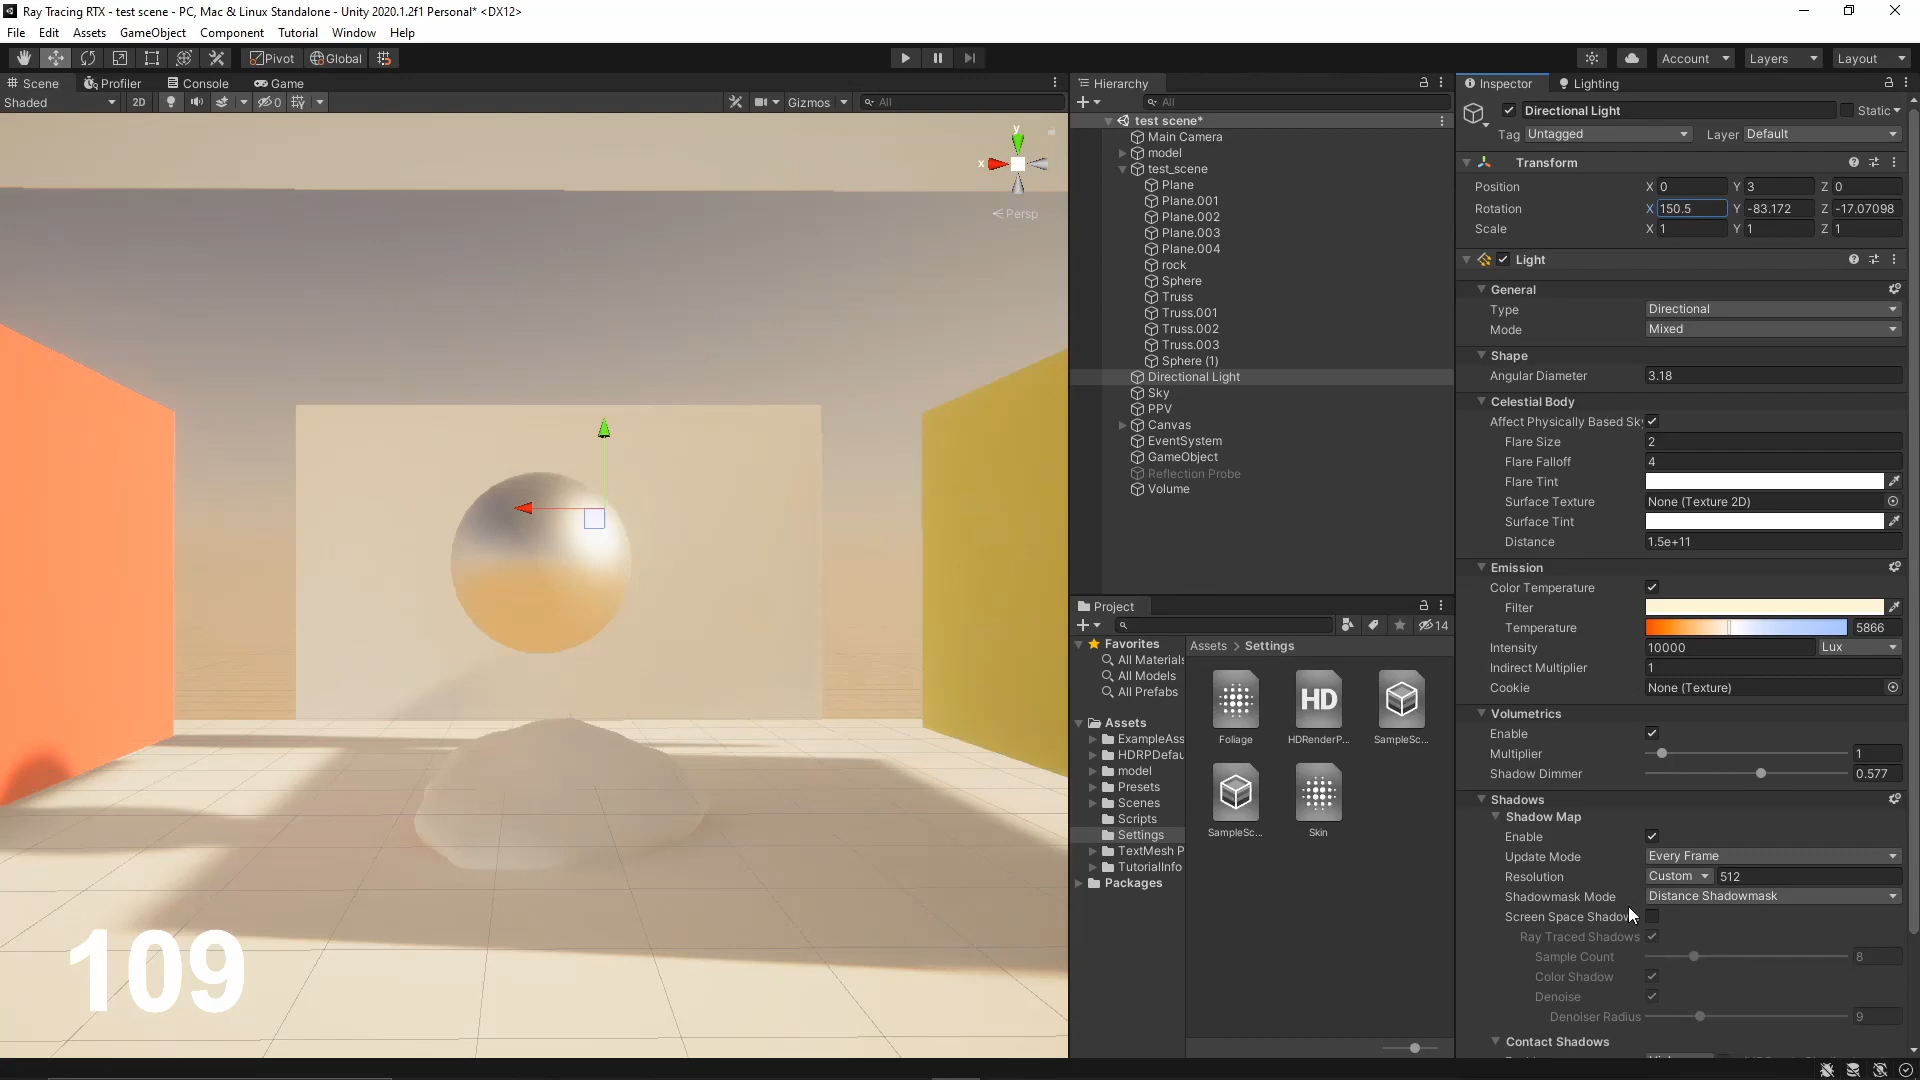 Ray Tracing RTX - test scene - PC, Mac & Linux Standalone - Unity 2020.1.2f1 Personal* <DX12>
File Edit Assets GameObject Component Tutorial Window Help
Pivot Global Account Layers Layout
Scene Profiler Console Game
Shaded 2D 0 Gizmos All
y
x
Persp
109
Hierarchy
All
test scene*
Main Camera
model
test_scene
Plane
Plane.001
Plane.002
Plane.003
Plane.004
rock
Sphere
Truss
Truss.001
Truss.002
Truss.003
Sphere (1)
Directional Light
Sky
PPV
Canvas
EventSystem
GameObject
Reflection Probe
Volume
Project
14
Favorites
All Materials
All Models
All Prefabs
Assets
ExampleAss
HDRPDefau
model
Presets
Scenes
Scripts
Settings
TextMesh P
TutorialInfo
Packages
Assets > Settings
HD
Foliage HDRenderP... SampleSc...
SampleSc... Skin
Inspector Lighting
Directional Light Static
Tag Untagged Layer Default
Transform
Position X 0 Y 3 Z 0
Rotation X 150.5 Y -83.172 Z -17.07098
Scale X 1 Y 1 Z 1
Light
General
Type Directional
Mode Mixed
Shape
Angular Diameter 3.18
Celestial Body
Affect Physically Based Sk
Flare Size 2
Flare Falloff 4
Flare Tint
Surface Texture None (Texture 2D)
Surface Tint
Distance 1.5e+11
Emission
Color Temperature
Filter
Temperature 5866
Intensity 10000 Lux
Indirect Multiplier 1
Cookie None (Texture)
Volumetrics
Enable
Multiplier 1
Shadow Dimmer 0.577
Shadows
Shadow Map
Enable
Update Mode Every Frame
Resolution Custom 512
Shadowmask Mode Distance Shadowmask
Screen Space Shadow
Ray Traced Shadows
Sample Count 8
Color Shadow
Denoise
Denoiser Radius 9
Contact Shadows